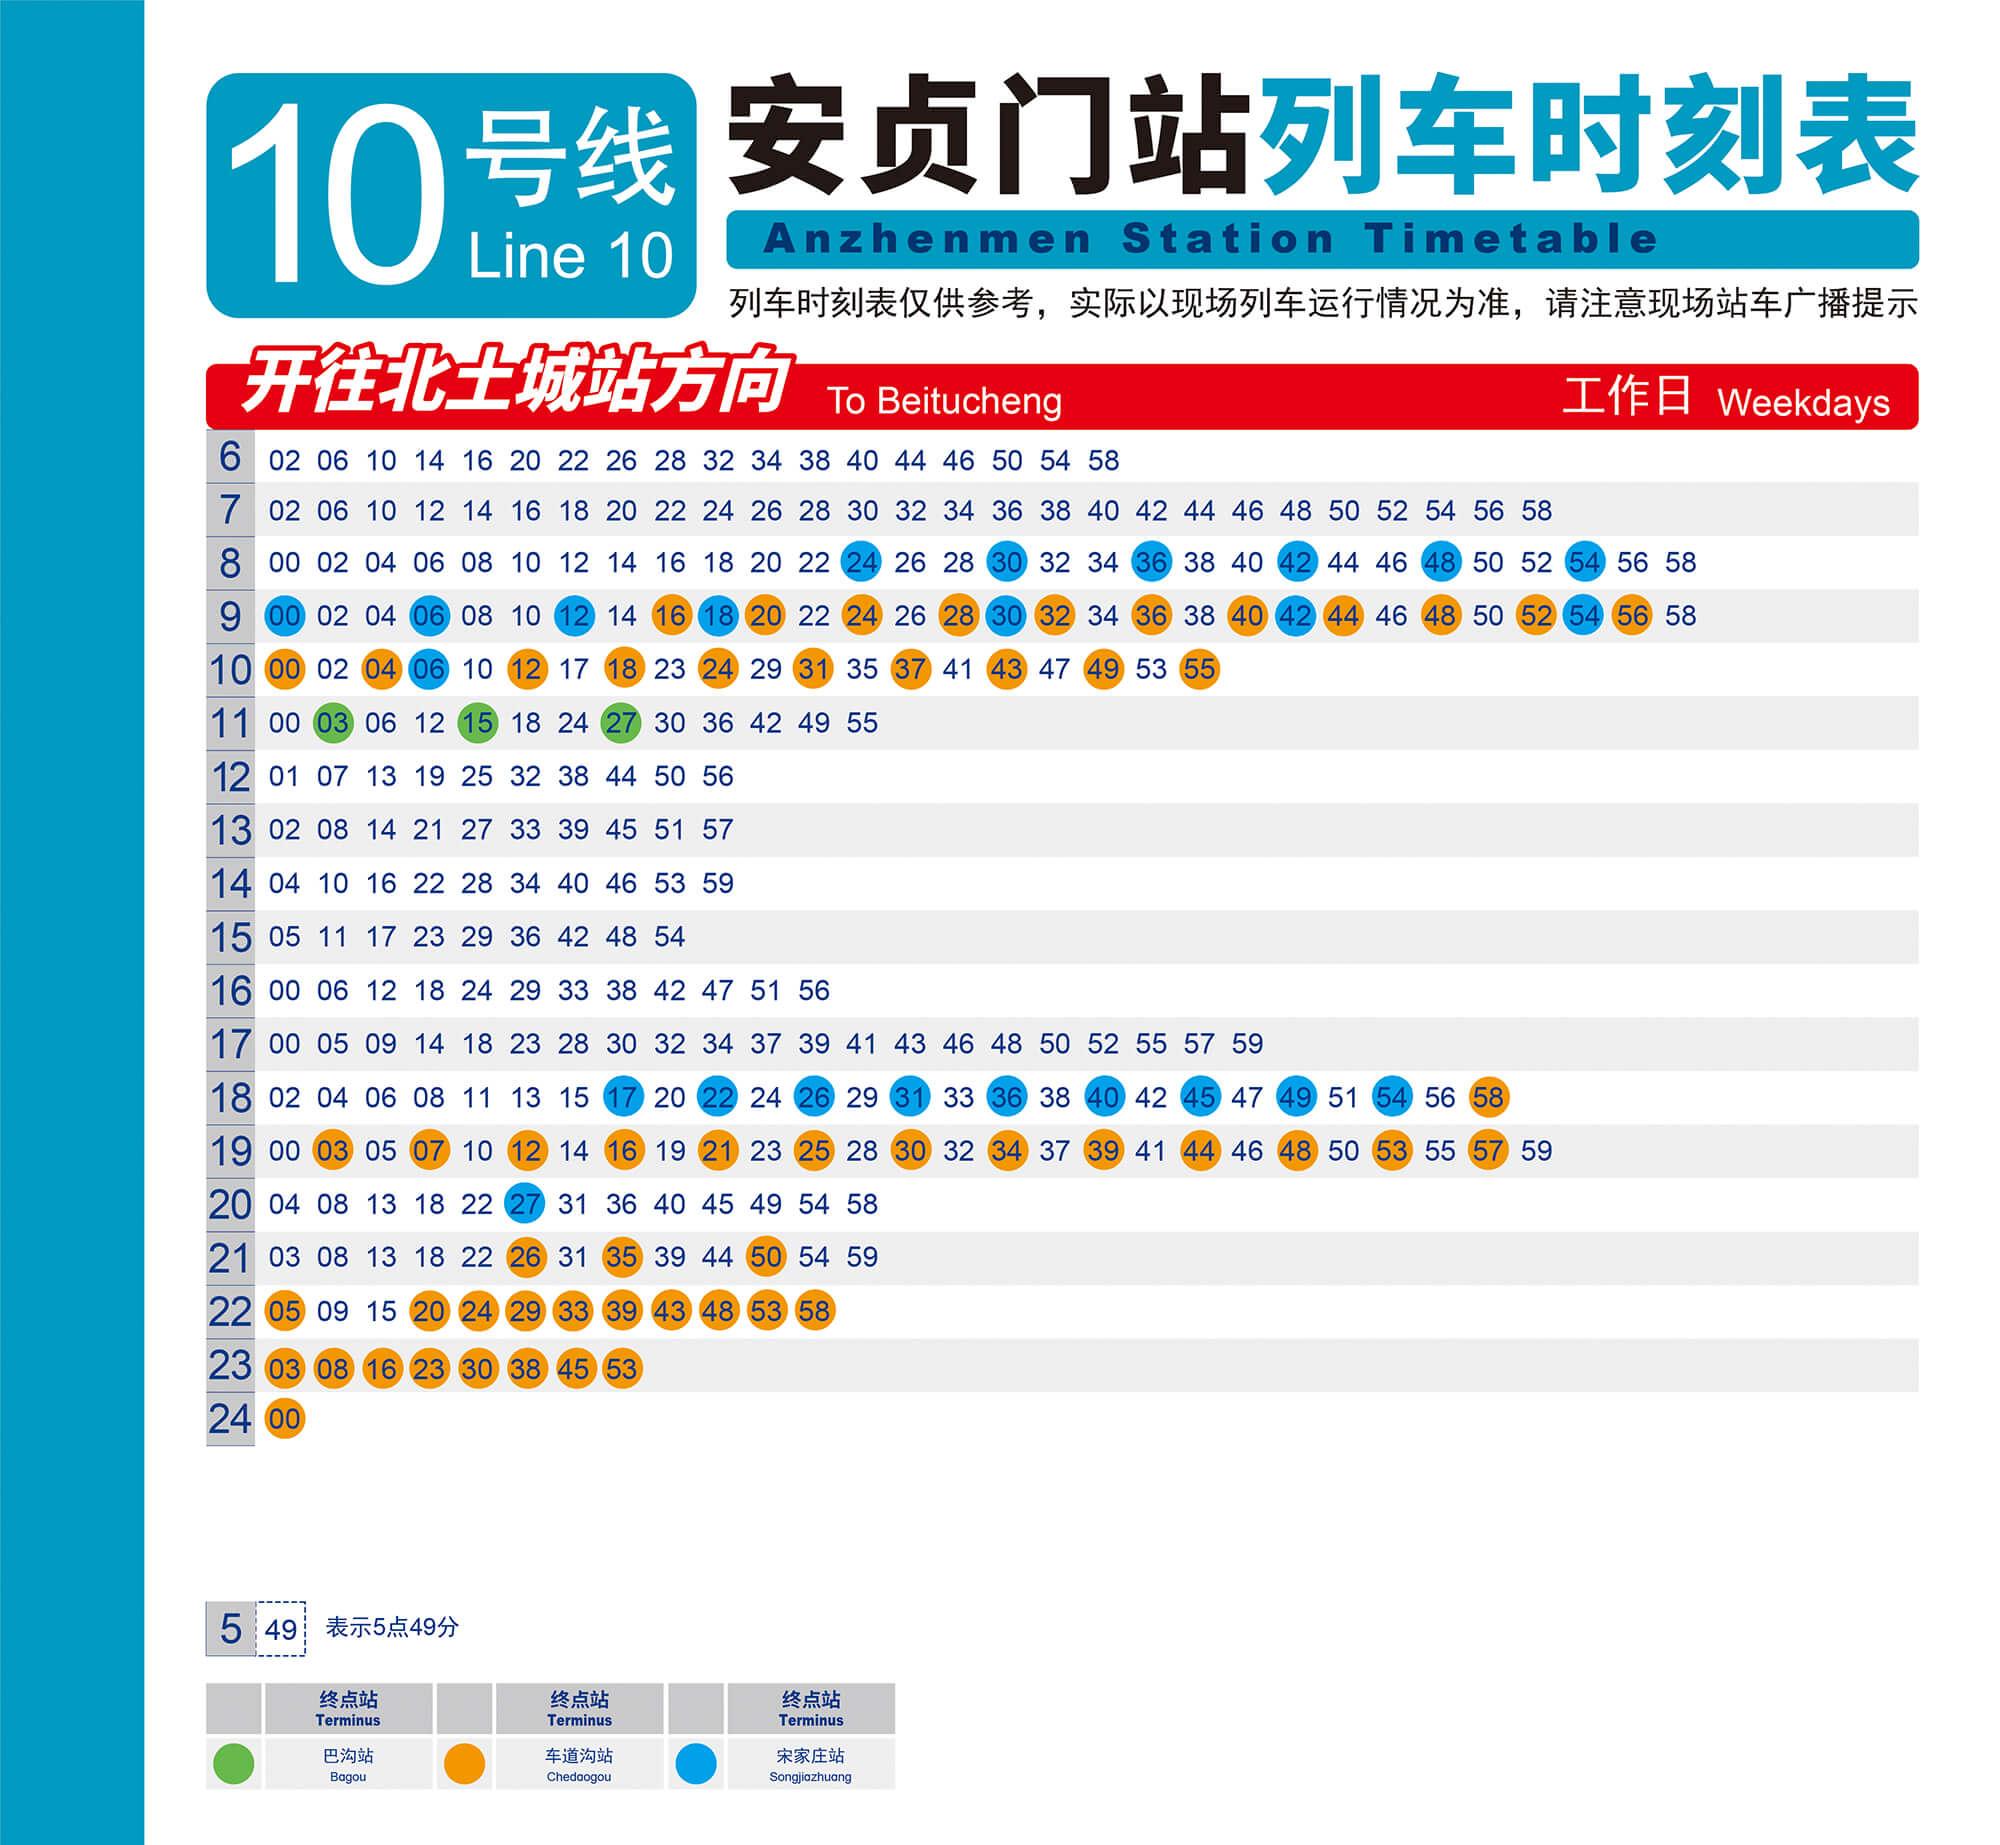 10号线
Line 10
安贞门站列车时刻表
Anzhenmen Station Timetable
列车时刻表仅供参考，实际以现场列车运行情况为准，请注意现场站车广播提示
开往北土城站方向 To Beitucheng 工作日 Weekdays
6 02 06 10 14 16 20 22 26 28 32 34 38 40 44 46 50 54 58
7 02 06 10 12 14 16 18 20 22 24 26 28 30 32 34 36 38 40 42 44 46 48 50 52 54 56 58
8 00 02 04 06 08 10 12 14 16 18 20 22 24 26 28 30 32 34 36 38 40 42 44 46 48 50 52 54 56 58
9 00 02 04 06 08 10 12 14 16 18 20 22 24 26 28 30 32 34 36 38 40 42 44 46 48 50 52 54 56 58
10 00 02 04 06 10 12 17 18 23 24 29 31 35 37 41 43 47 49 53 55
11 00 03 06 12 15 18 24 27 30 36 42 49 55
12 01 07 13 19 25 32 38 44 50 56
13 02 08 14 21 27 33 39 45 51 57
14 04 10 16 22 28 34 40 46 53 59
15 05 11 17 23 29 36 42 48 54
16 00 06 12 18 24 29 33 38 42 47 51 56
17 00 05 09 14 18 23 28 30 32 34 37 39 41 43 46 48 50 52 55 57 59
18 02 04 06 08 11 13 15 17 20 22 24 26 29 31 33 36 38 40 42 45 47 49 51 54 56 58
19 00 03 05 07 10 12 14 16 19 21 23 25 28 30 32 34 37 39 41 44 46 48 50 53 55 57 59
20 04 08 13 18 22 27 31 36 40 45 49 54 58
21 03 08 13 18 22 26 31 35 39 44 50 54 59
22 05 09 15 20 24 29 33 39 43 48 53 58
23 03 08 16 23 30 38 45 53
24 00
5 49 表示5点49分
终点站 终点站 终点站
Terminus Terminus Terminus
巴沟站 车道沟站 宋家庄站
Bagou Chedaogou Songjiazhuang